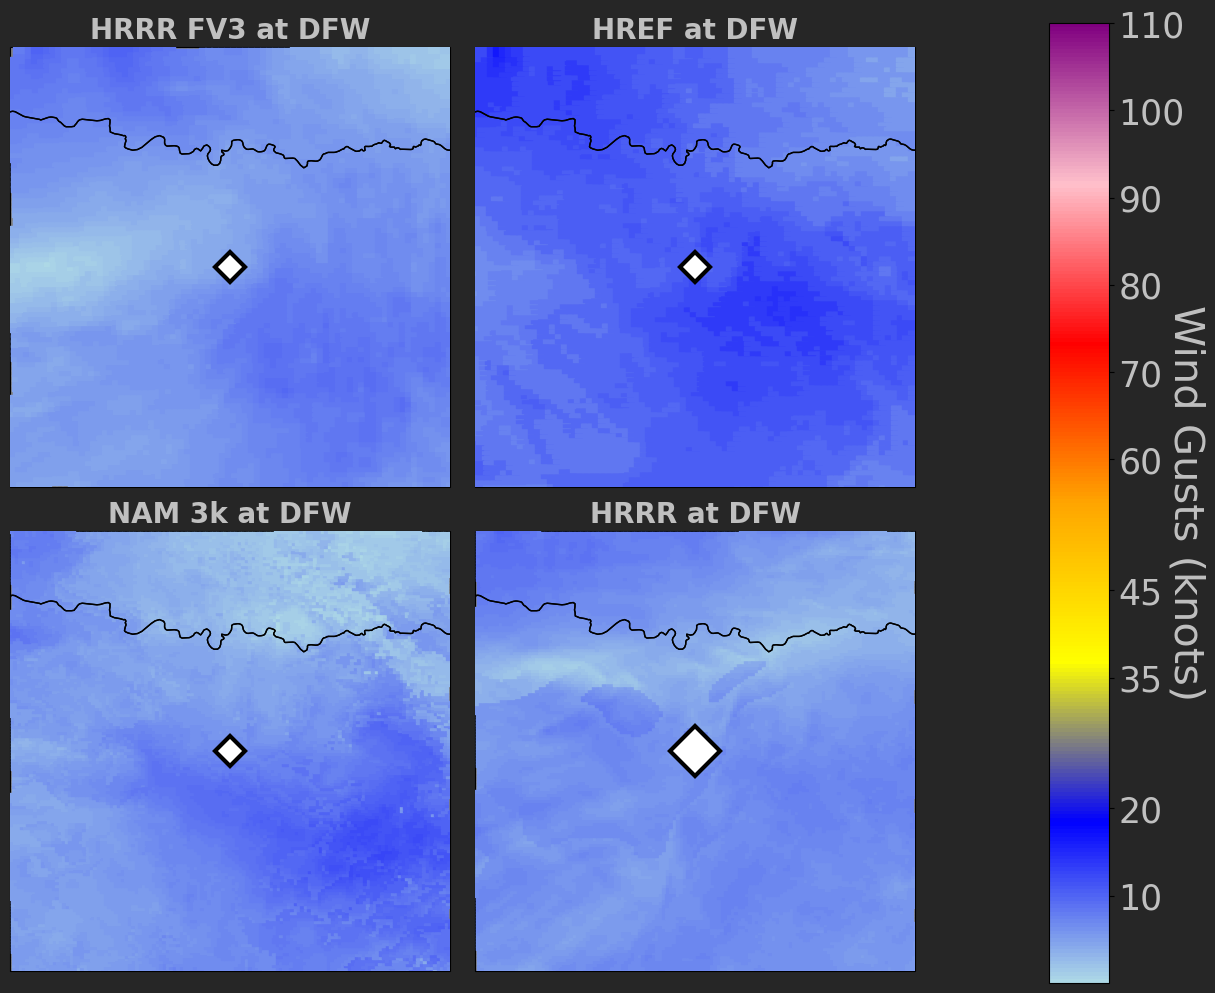 HRRR FV3 at DFW
HREF at DFW
NAM 3k at DFW
HRRR at DFW
110
100
90
80
70
60
45
35
20
10
Wind Gusts (knots)